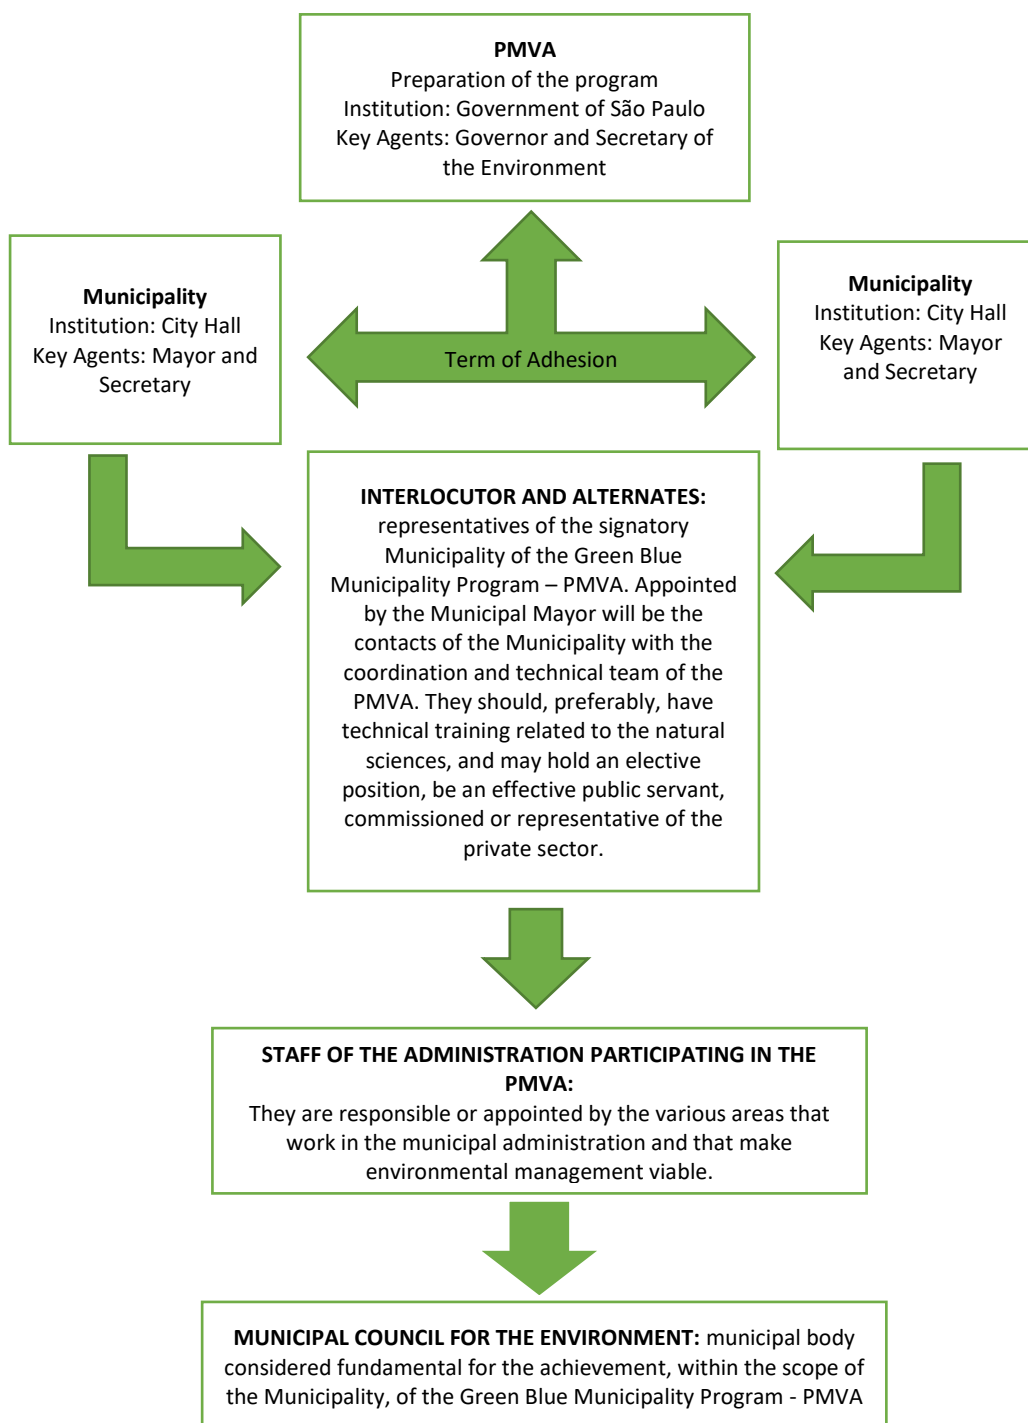 PMVA
Preparation of the program
Institution: Government of São Paulo
Key Agents: Governor and Secretary of
the Environment
Municipality
Institution: City Hall
Key Agents: Mayor and
Secretary
Term of Adhesion
Municipality
Institution: City Hall
Key Agents: Mayor
and Secretary
INTERLOCUTOR AND ALTERNATES:
representatives of the signatory
Municipality of the Green Blue
Municipality Program – PMVA. Appointed
by the Municipal Mayor will be the
contacts of the Municipality with the
coordination and technical team of the
PMVA. They should, preferably, have
technical training related to the natural
sciences, and may hold an elective
position, be an effective public servant,
commissioned or representative of the
private sector.
STAFF OF THE ADMINISTRATION PARTICIPATING IN THE
PMVA:
They are responsible or appointed by the various areas that
work in the municipal administration and that make
environmental management viable.
MUNICIPAL COUNCIL FOR THE ENVIRONMENT: municipal body
considered fundamental for the achievement, within the scope of
the Municipality, of the Green Blue Municipality Program - PMVA